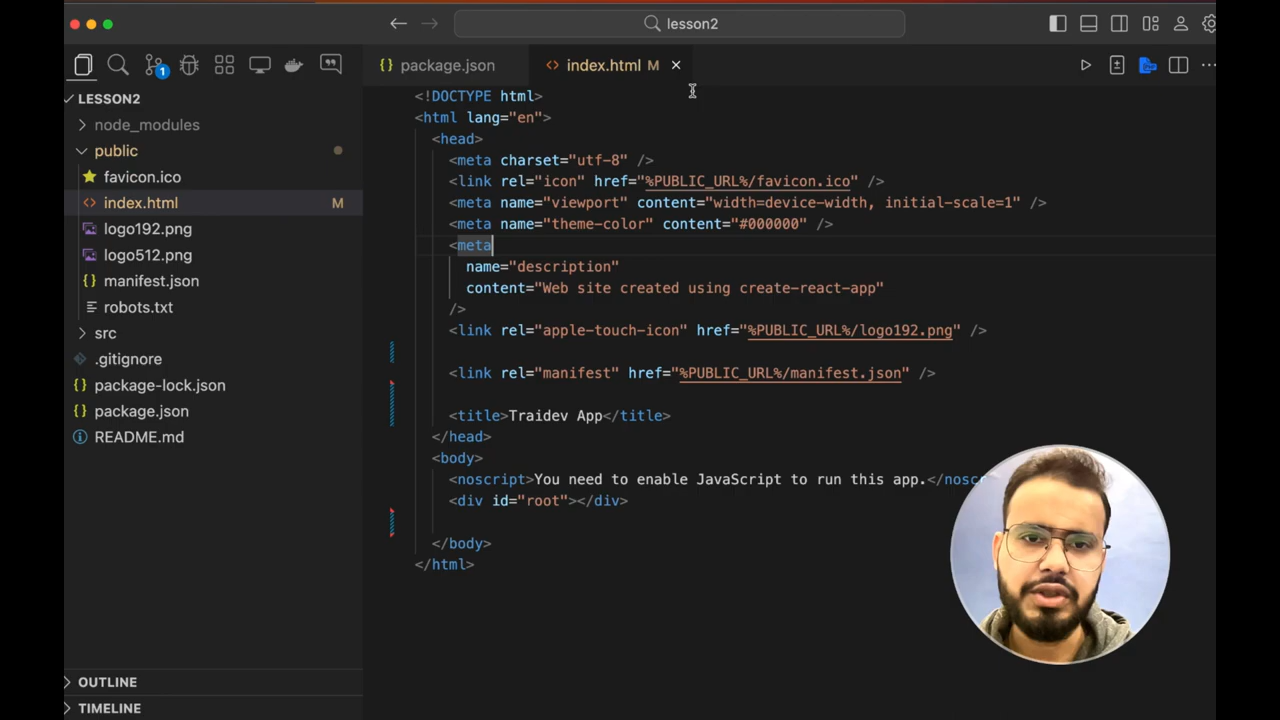 lesson2
package.json
index.html M
LESSON2
node_modules
public
favicon.ico
index.html M
logo192.png
logo512.png
manifest.json
robots.txt
src
.gitignore
package-lock.json
package.json
README.md
OUTLINE
TIMELINE
1
<!DOCTYPE html>
<html lang="en">
<head>
<meta charset="utf-8" />
<link rel="icon" href="%PUBLIC_URL%/favicon.ico" />
<meta name="viewport" content="width=device-width, initial-scale=1" />
<meta name="theme-color" content="#000000" />
<meta
name="description"
content="Web site created using create-react-app"
/>
<link rel="apple-touch-icon" href="%PUBLIC_URL%/logo192.png" />
<link rel="manifest" href="%PUBLIC_URL%/manifest.json" />
<title>Traidev App</title>
</head>
<body>
<noscript>You need to enable JavaScript to run this app.</noscr
<div id="root"></div>
</body>
</html>